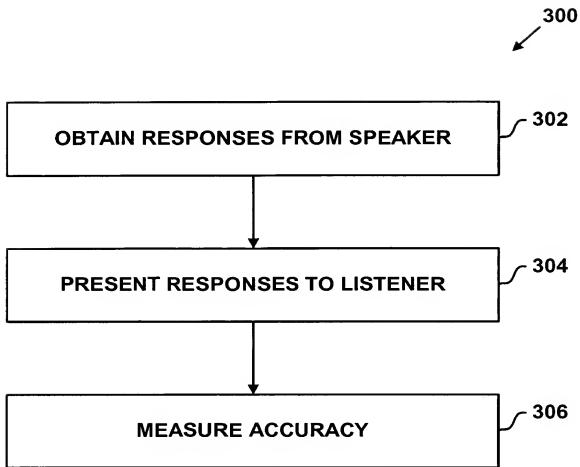 300
OBTAIN RESPONSES FROM SPEAKER
302
PRESENT RESPONSES TO LISTENER
304
MEASURE ACCURACY
306